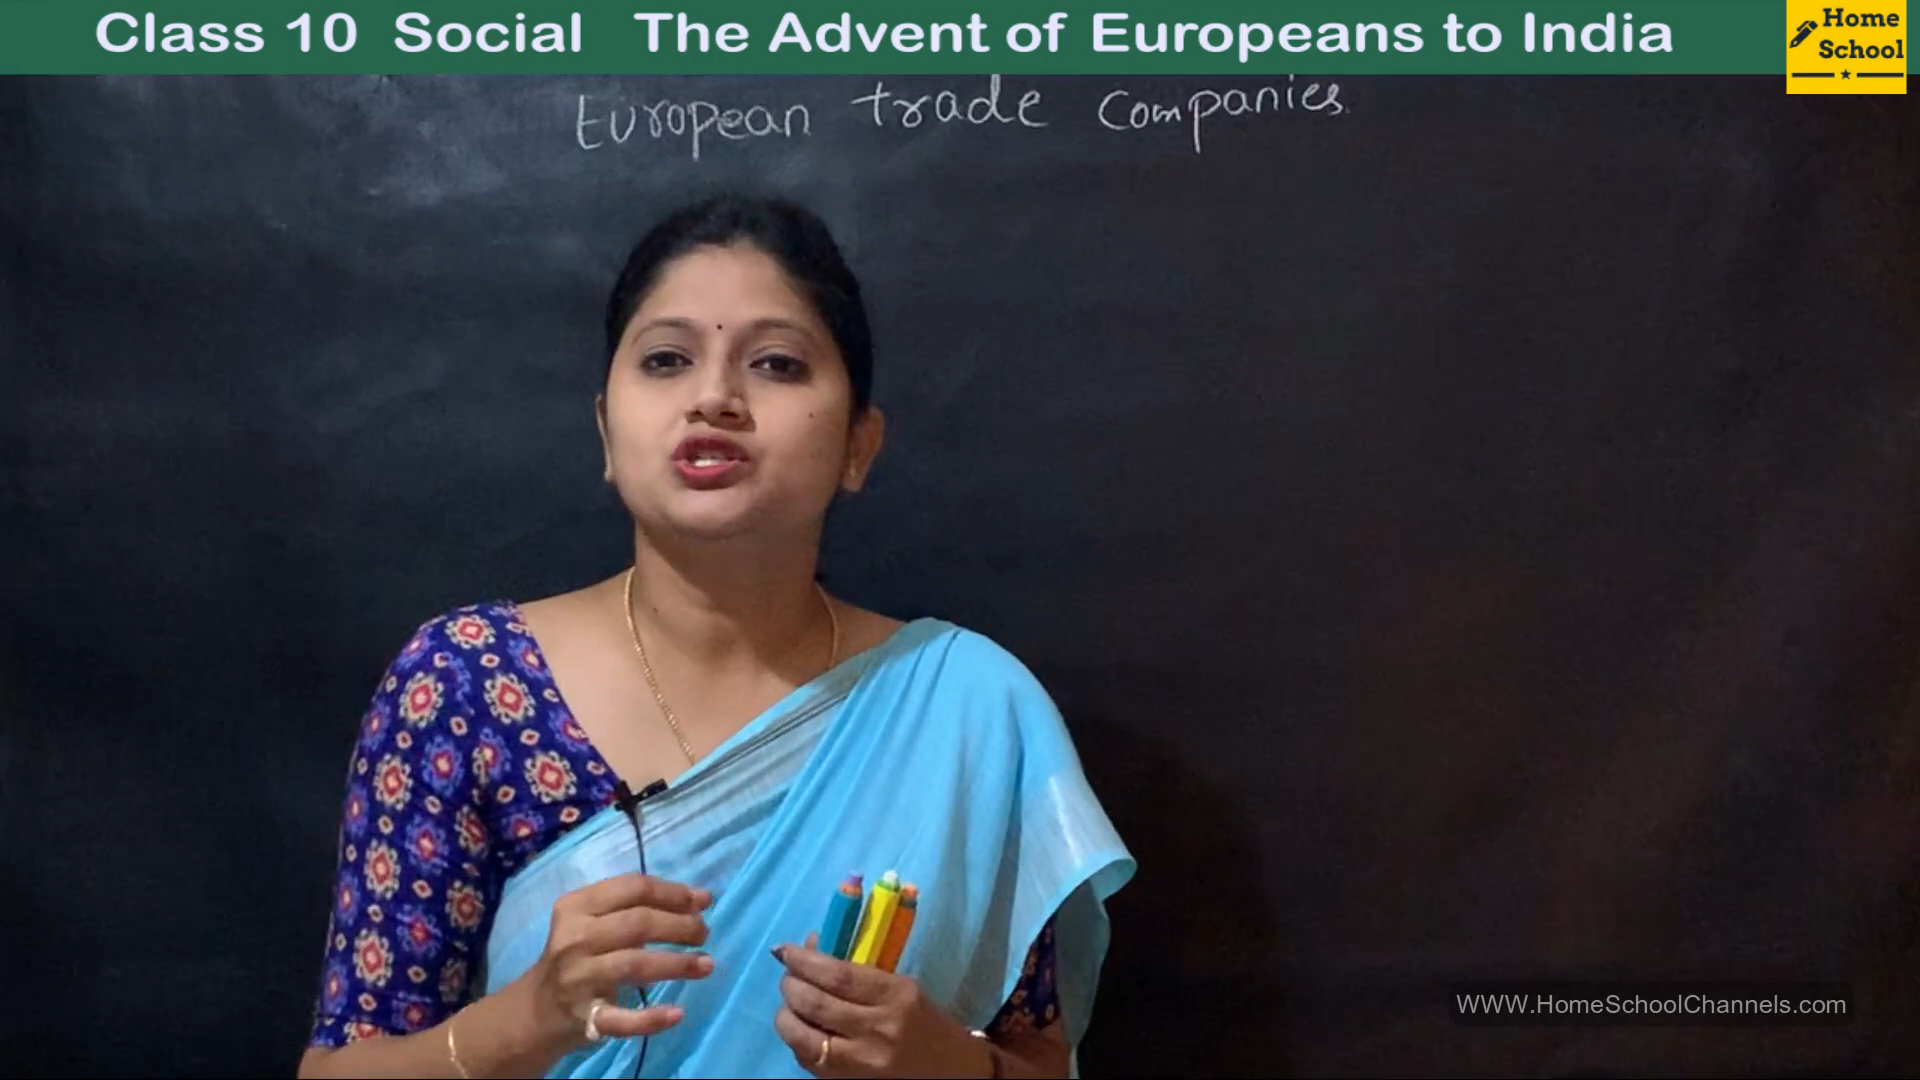 Class 10 Social The Advent of Europeans to India
Home
School
European trade Companies.
WWW.HomeSchoolChannels.com